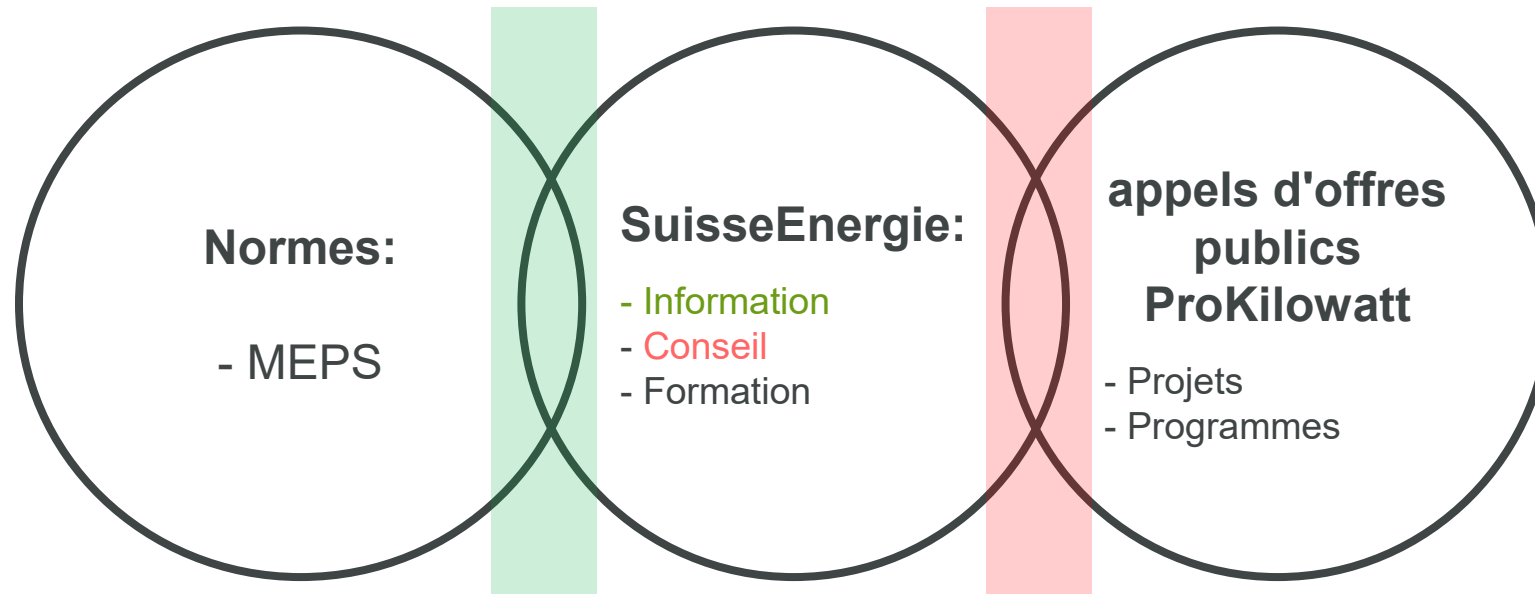 Normes:
- MEPS
SuisseEnergie:
- Information
- Conseil
- Formation
appels d'offres
publics
ProKilowatt
- Projets
- Programmes